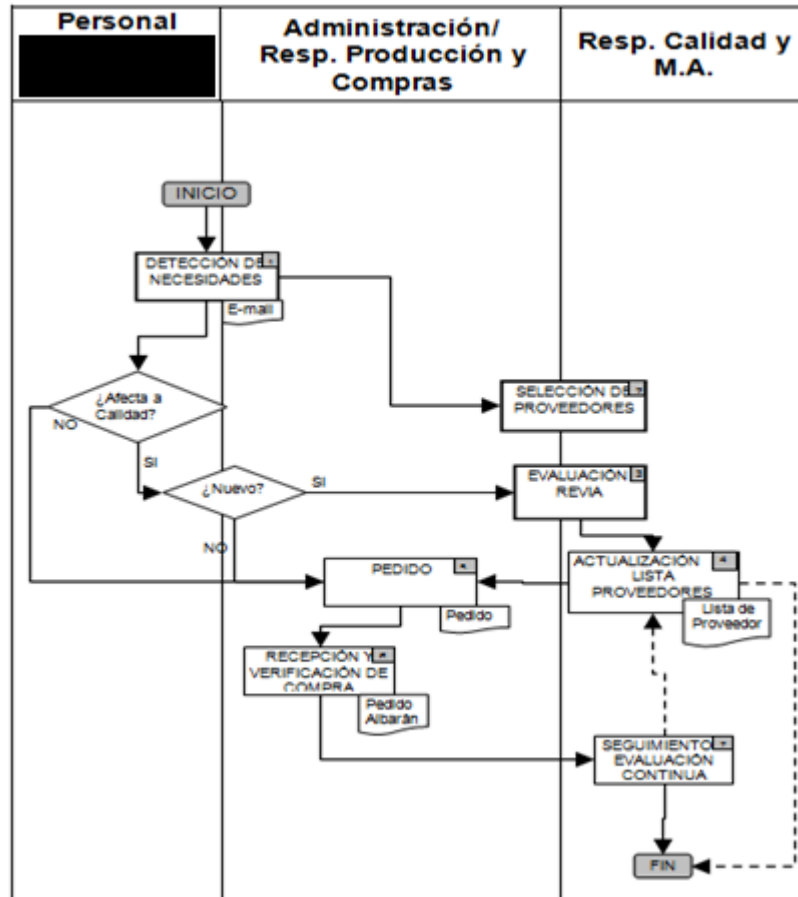 Personal
Administración/
Resp. Producción y
Compras
Resp. Calidad y
M.A.
INICIO
DETECCIÓN DE
NECESIDADES
E-mail
¿Afecta a
Calidad?
NO
SI
SELECCIÓN DE
PROVEEDORES
¿Nuevo?
SI
NO
EVALUACIÓN
REVIA
3
PEDIDO
Pedido
ACTUALIZACIÓN
LISTA
PROVEEDORES
4
Lista de
Proveedor
RECEPCIÓN Y
VERIFICACIÓN DE
COMPRA
Pedido
Albarán
SEGUIMIENTO
EVALUACIÓN
CONTINUA
FIN